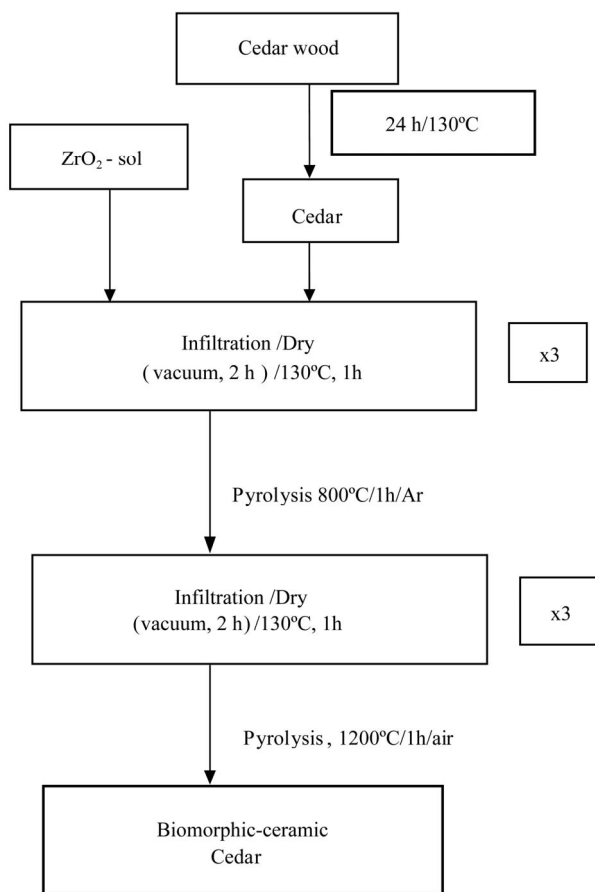 Cedar wood
24 h/130ºC
ZrO₂ - sol
Cedar
Infiltration /Dry
( vacuum, 2 h ) /130ºC, 1h
x3
Pyrolysis 800ºC/1h/Ar
Infiltration /Dry
(vacuum, 2 h) /130ºC, 1h
x3
Pyrolysis , 1200ºC/1h/air
Biomorphic-ceramic
Cedar